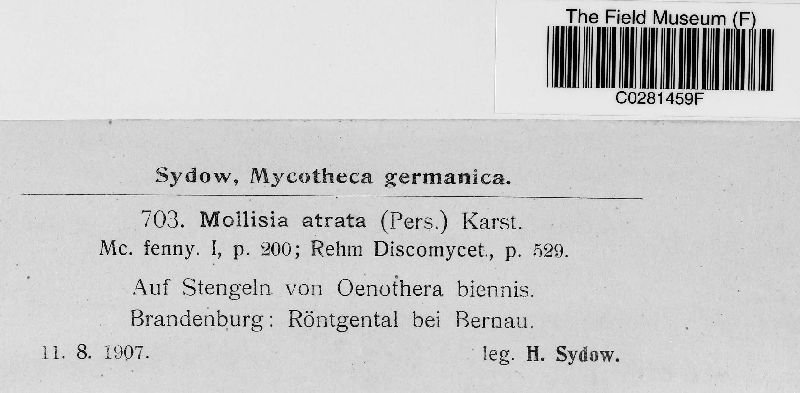 The Field Museum (F)
C0281459F
Sydow, Mycotheca germanica.
703. Mollisia atrata (Pers.) Karst.
Mc. fenny. I, p. 200; Rehm Discomycet., p. 529.
Auf Stengeln von Oenothera biennis.
Brandenburg: Röntgental bei Bernau.
11. 8. 1907. leg. H. Sydow.